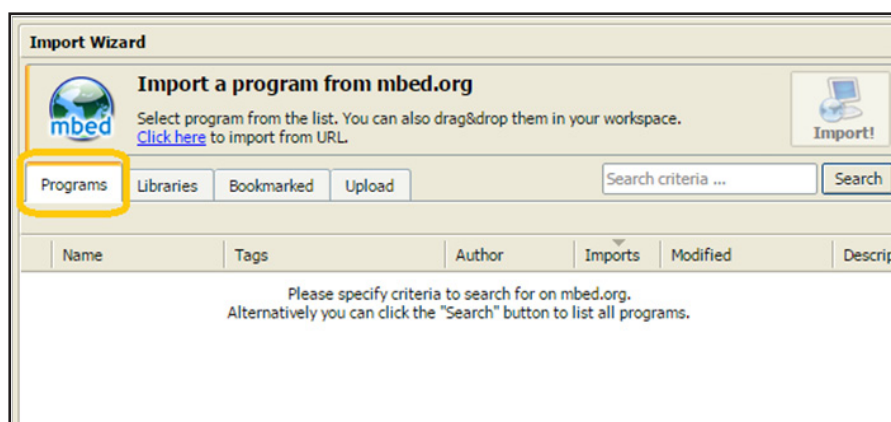 Import Wizard
Import a program from mbed.org
Select program from the list. You can also drag&drop them in your workspace.
Click here to import from URL.
mbed
Import!
Programs Libraries Bookmarked Upload Search criteria ... Search
Name Tags Author Imports Modified Descrip
Please specify criteria to search for on mbed.org.
Alternatively you can click the "Search" button to list all programs.